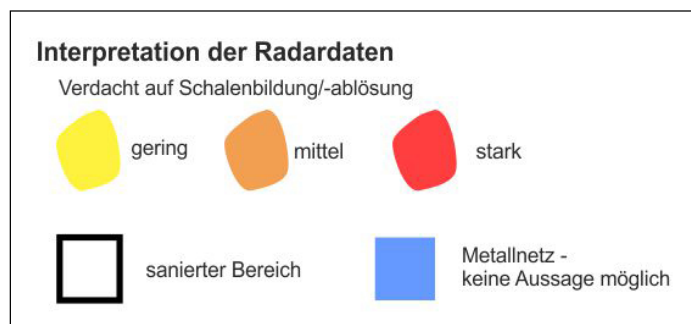 Interpretation der Radardaten
Verdacht auf Schalenbildung/-ablösung
gering
mittel
stark
sanierter Bereich
Metallnetz -
keine Aussage möglich